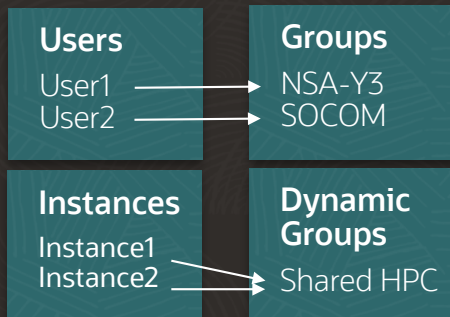 Users
User1
User2
Groups
NSA-Y3
SOCOM
Instances
Instance1
Instance2
Dynamic
Groups
Shared HPC